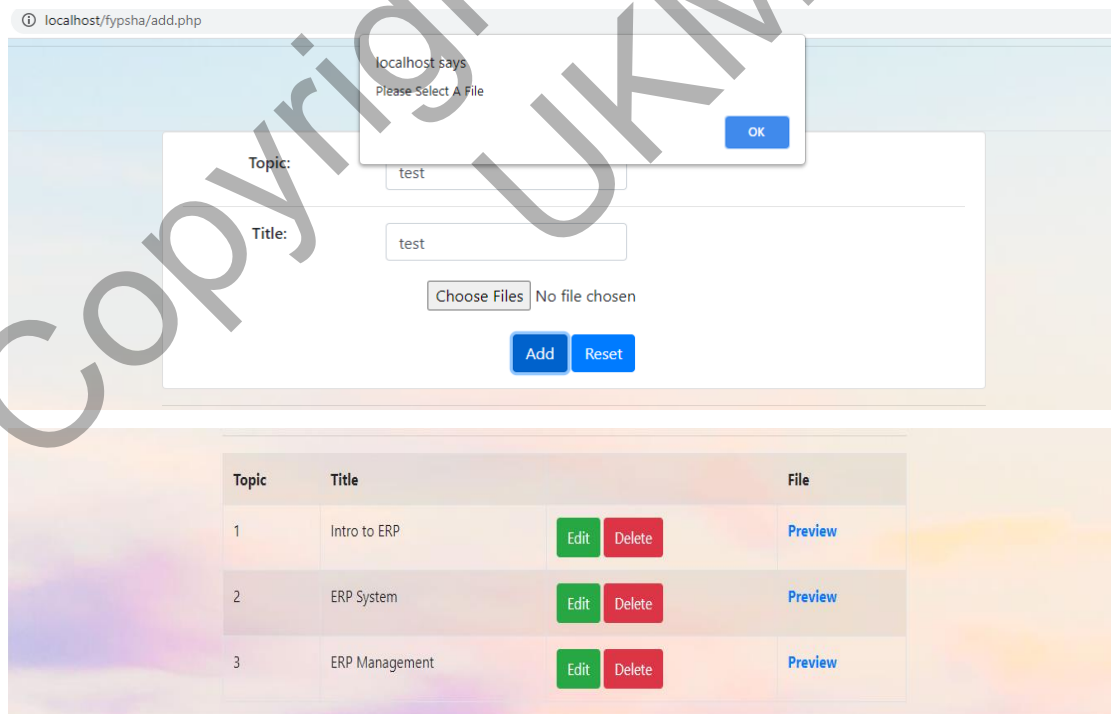 localhost/fypsha/add.php
localhost says
Please Select A File
OK
Topic:
test
Title:
test
Choose Files No file chosen
Add Reset
Topic Title File
1 Intro to ERP Edit Delete Preview
2 ERP System Edit Delete Preview
3 ERP Management Edit Delete Preview